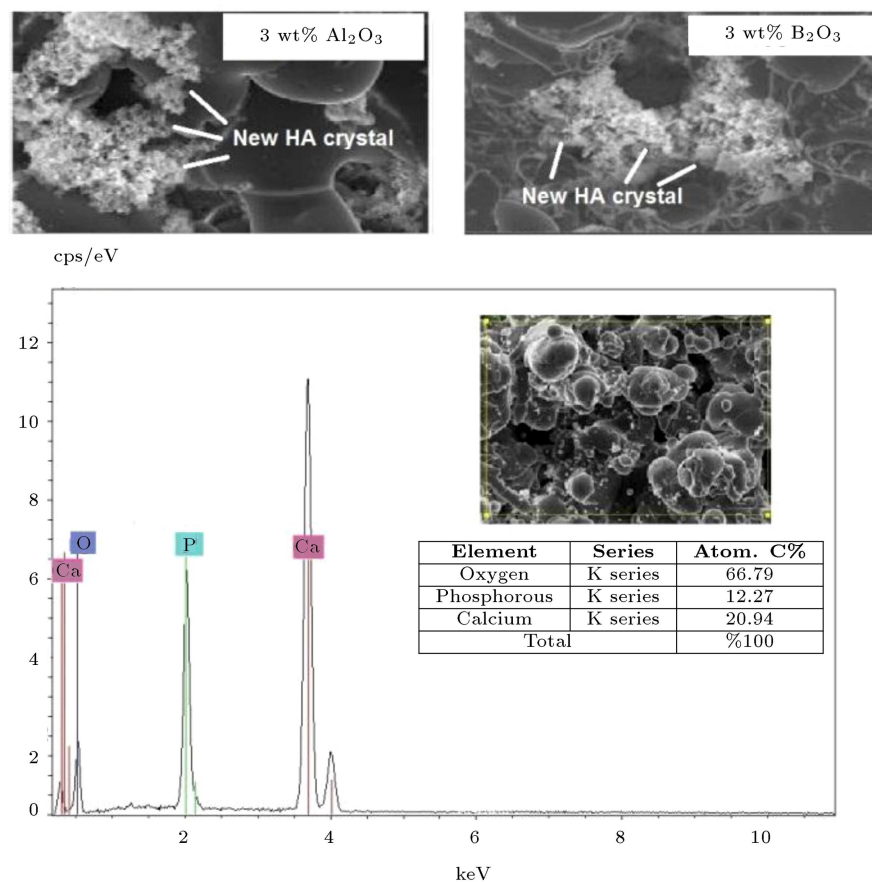 3 wt% Al₂O₃
New HA crystal
3 wt% B₂O₃
New HA crystal
cps/eV
12
10
8
6
4
2
0
Ca
O
P
Ca
Element Series Atom. C%
Oxygen K series 66.79
Phosphorous K series 12.27
Calcium K series 20.94
Total %100
2 4 6 8 10
keV